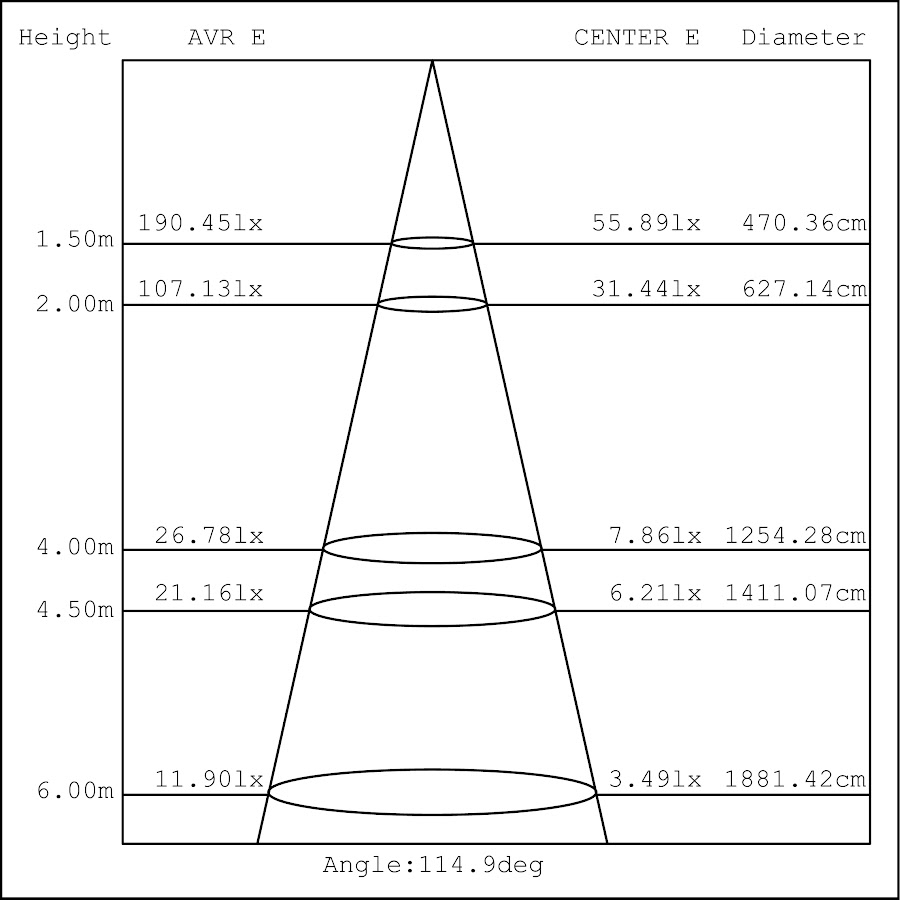 Height AVR E CENTER E Diameter
190.45lx 55.89lx 470.36cm
1.50m
107.13lx 31.44lx 627.14cm
2.00m
26.78lx 7.86lx 1254.28cm
4.00m
21.16lx 6.21lx 1411.07cm
4.50m
11.90lx 3.49lx 1881.42cm
6.00m
Angle:114.9deg